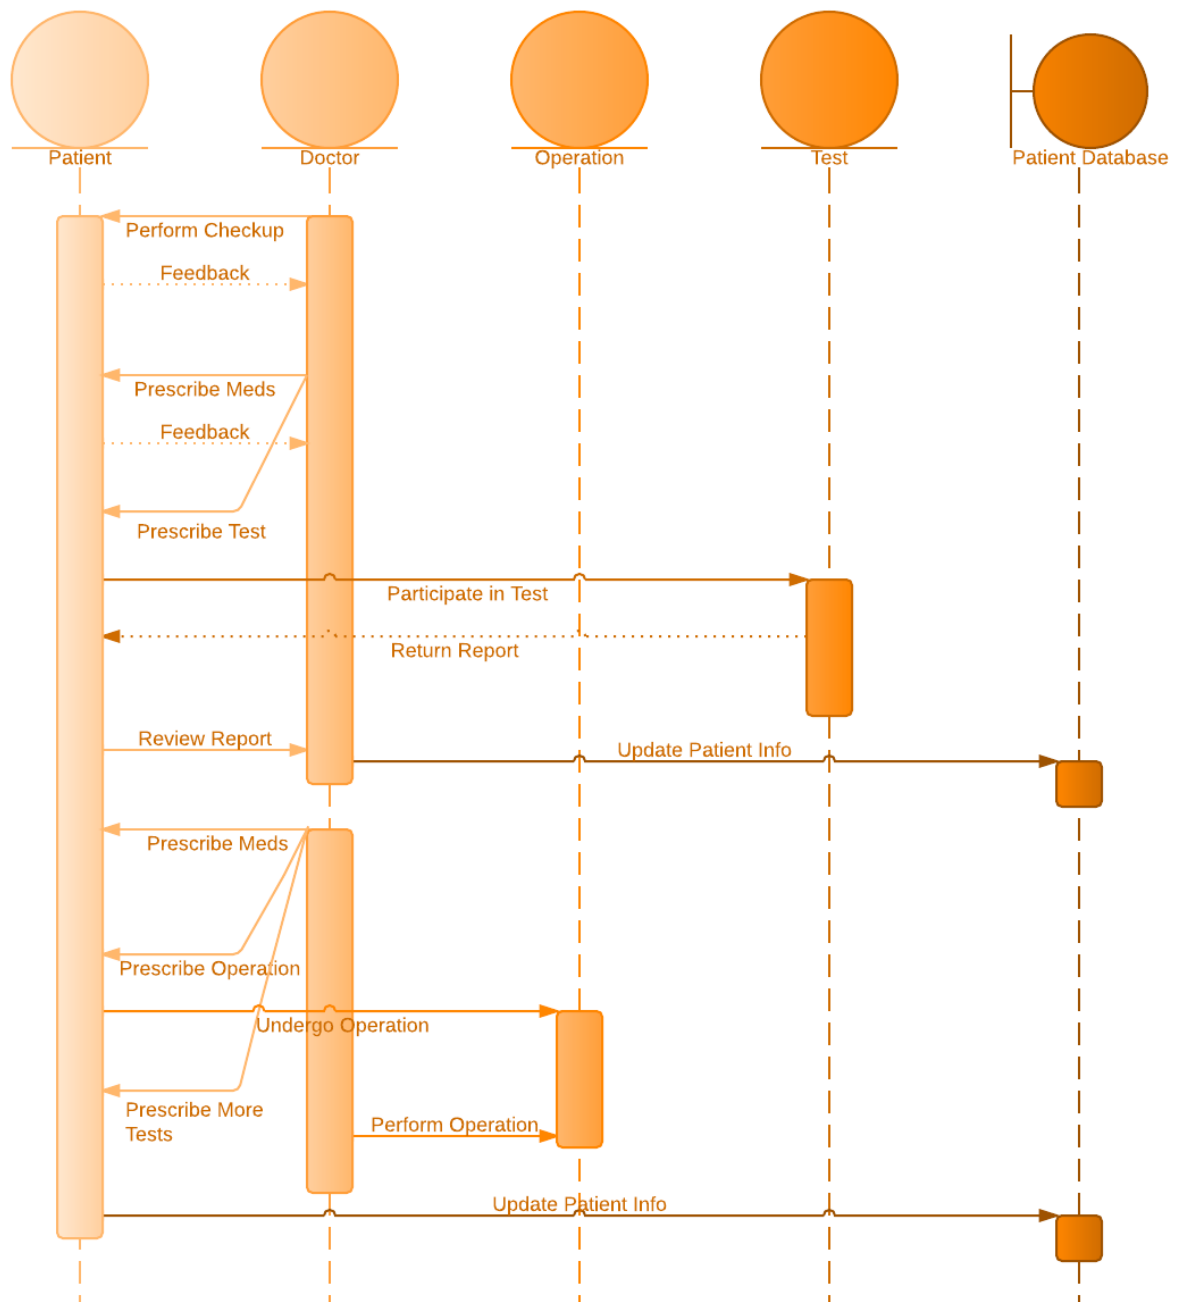 Patient
Doctor
Operation
Test
Patient Database
Perform Checkup
Feedback
Prescribe Meds
Feedback
Prescribe Test
Participate in Test
Return Report
Review Report
Update Patient Info
Prescribe Meds
Prescribe Operation
Undergo Operation
Prescribe More
Tests
Perform Operation
Update Patient Info